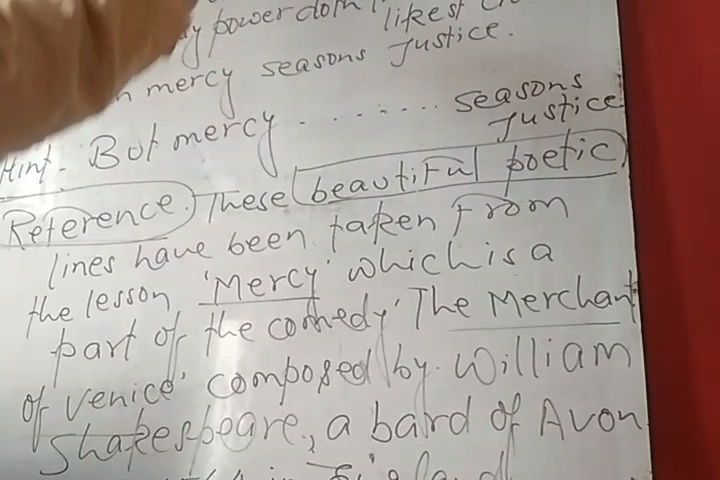 power doth likest
mercy seasons Justice.
Hint - But mercy ........ seasons Justice
Reference. These beautiful poetic
lines have been taken from
the lesson 'Mercy' which is a
part of the comedy 'The Merchant
of Venice' composed by William
Shakespeare, a bard of Avon